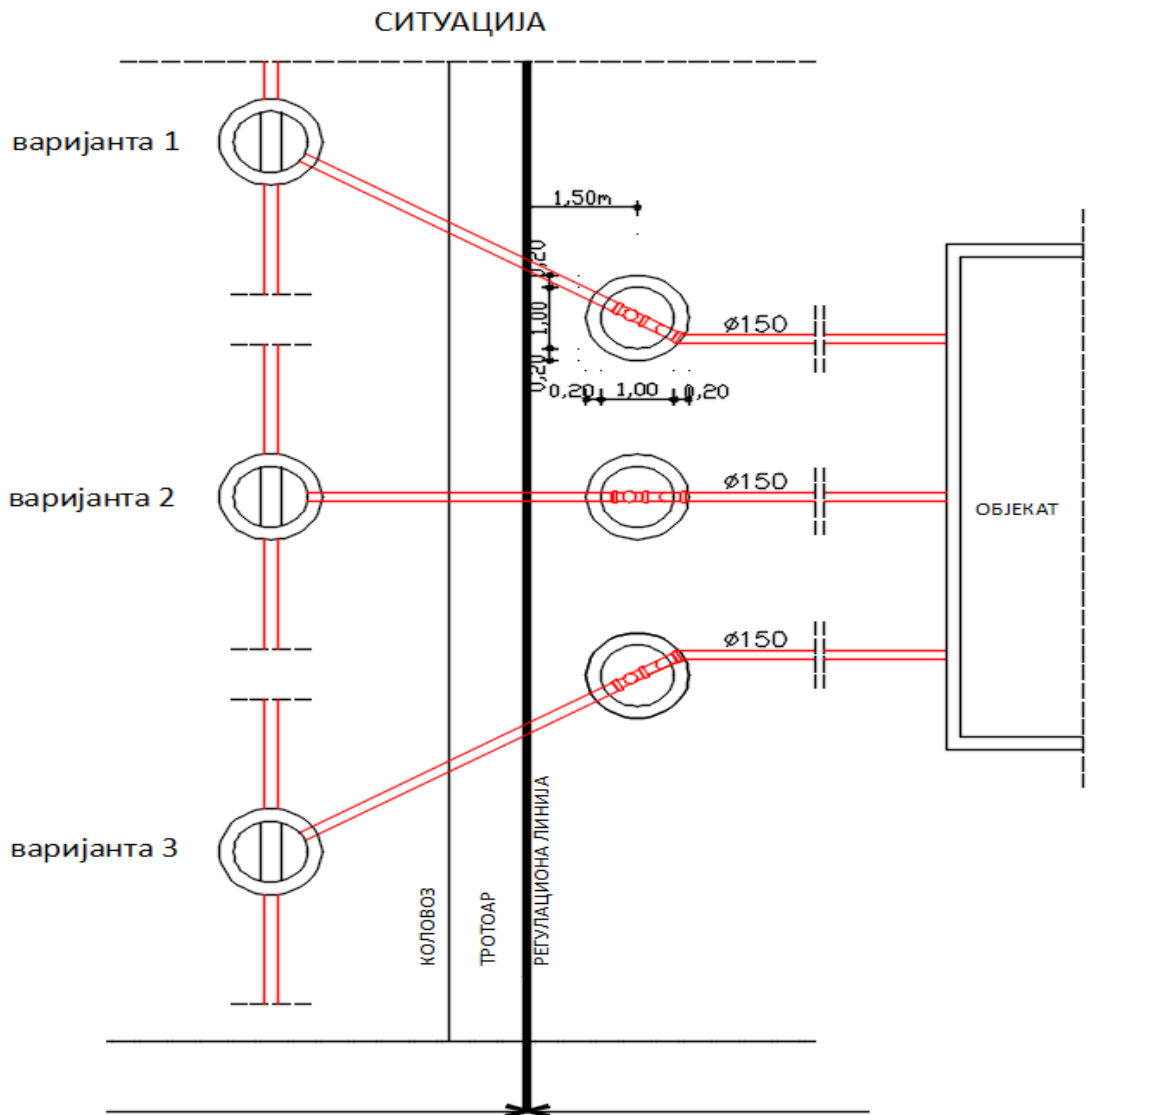 СИТУАЦИЈА
варијанта 1
1,50m
0,20
1,00
0,20
0,20
1,00
0,20
ø150
варијанта 2
ø150
ОБЈЕКАТ
ø150
варијанта 3
КОЛОВОЗ
ТРОТОАР
РЕГУЛАЦИОНА ЛИНИЈА